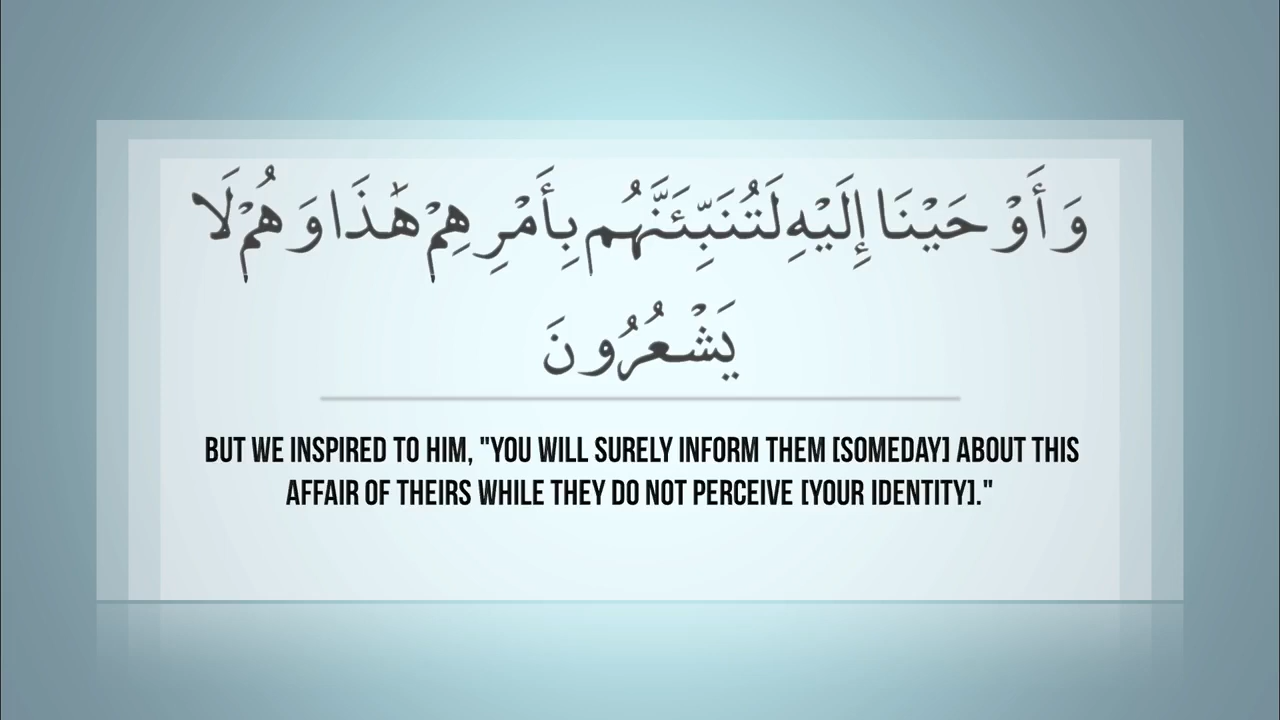 وَأَوْحَيْنَا إِلَيْهِ لَتُنَبِّئَنَّهُم بِأَمْرِهِمْ هَٰذَا وَهُمْ لَا
يَشْعُرُونَ
BUT WE INSPIRED TO HIM, "YOU WILL SURELY INFORM THEM [SOMEDAY] ABOUT THIS
AFFAIR OF THEIRS WHILE THEY DO NOT PERCEIVE [YOUR IDENTITY]."